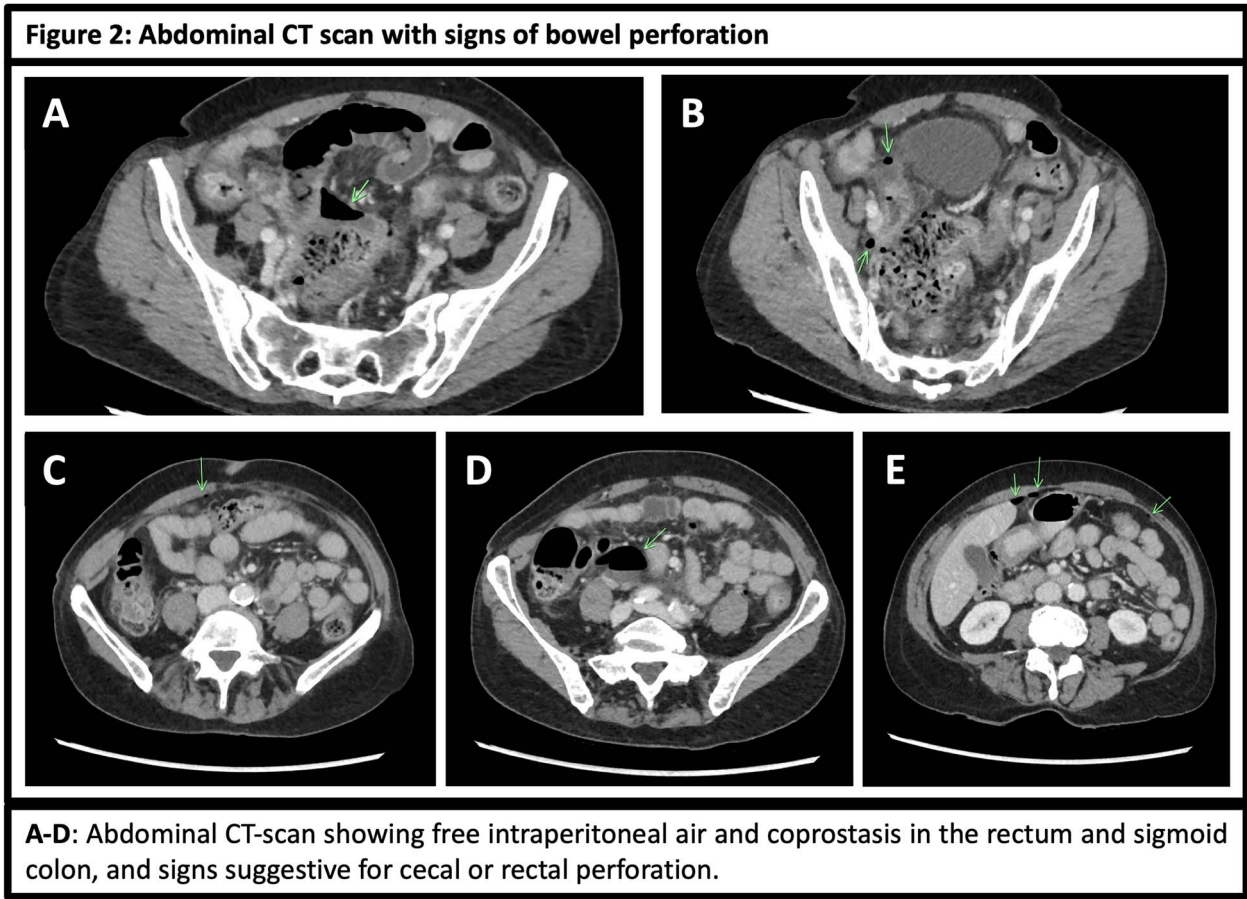 Figure 2: Abdominal CT scan with signs of bowel perforation
A
B
C
D
E
A-D: Abdominal CT-scan showing free intraperitoneal air and coprostasis in the rectum and sigmoid
colon, and signs suggestive for cecal or rectal perforation.